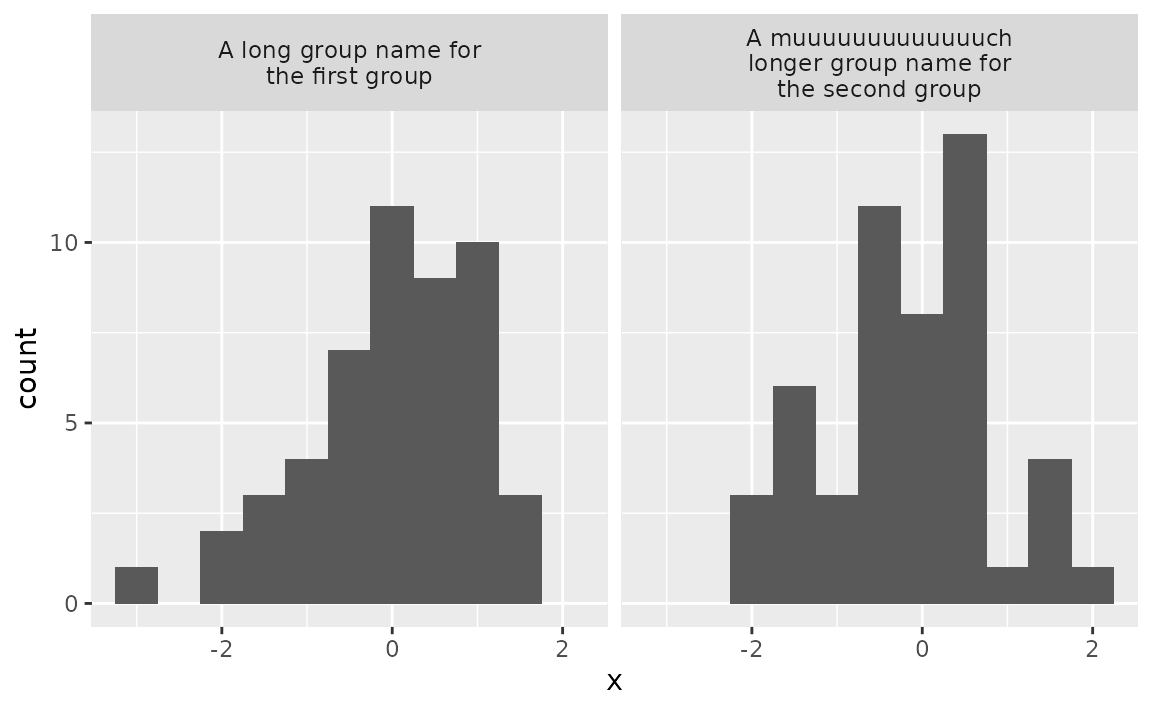 A long group name for
the first group
A muuuuuuuuuuuuuch
longer group name for
the second group
count
10
5
0
-2 0 2
-2 0 2
x